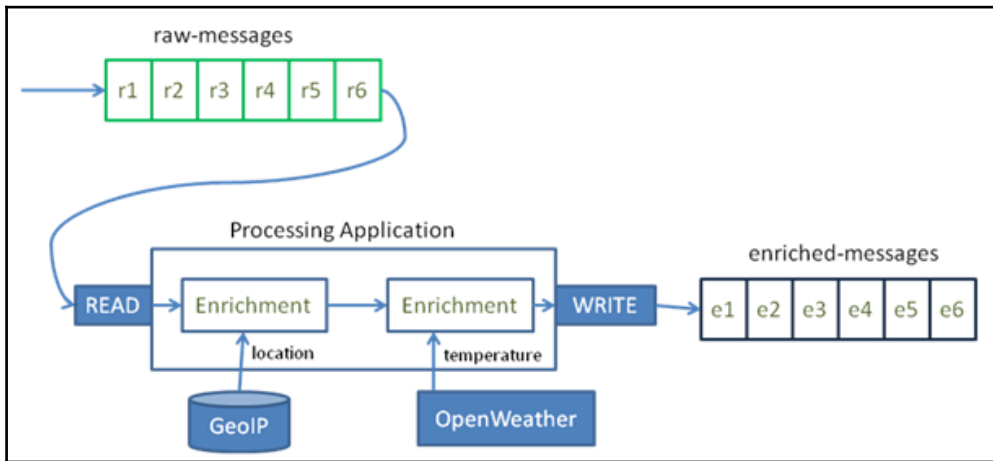 raw-messages
r1 r2 r3 r4 r5 r6
Processing Application
enriched-messages
READ
Enrichment
Enrichment
WRITE
e1 e2 e3 e4 e5 e6
location
temperature
GeoIP
OpenWeather